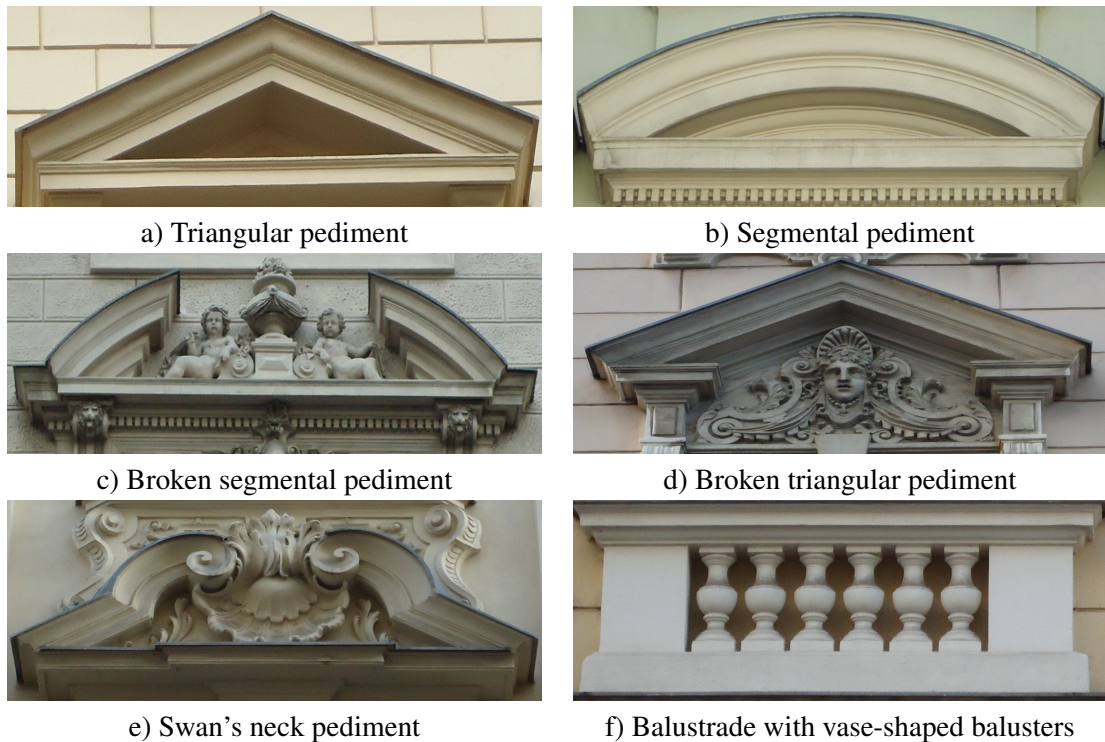 a) Triangular pediment
b) Segmental pediment
c) Broken segmental pediment
d) Broken triangular pediment
e) Swan's neck pediment
f) Balustrade with vase-shaped balusters